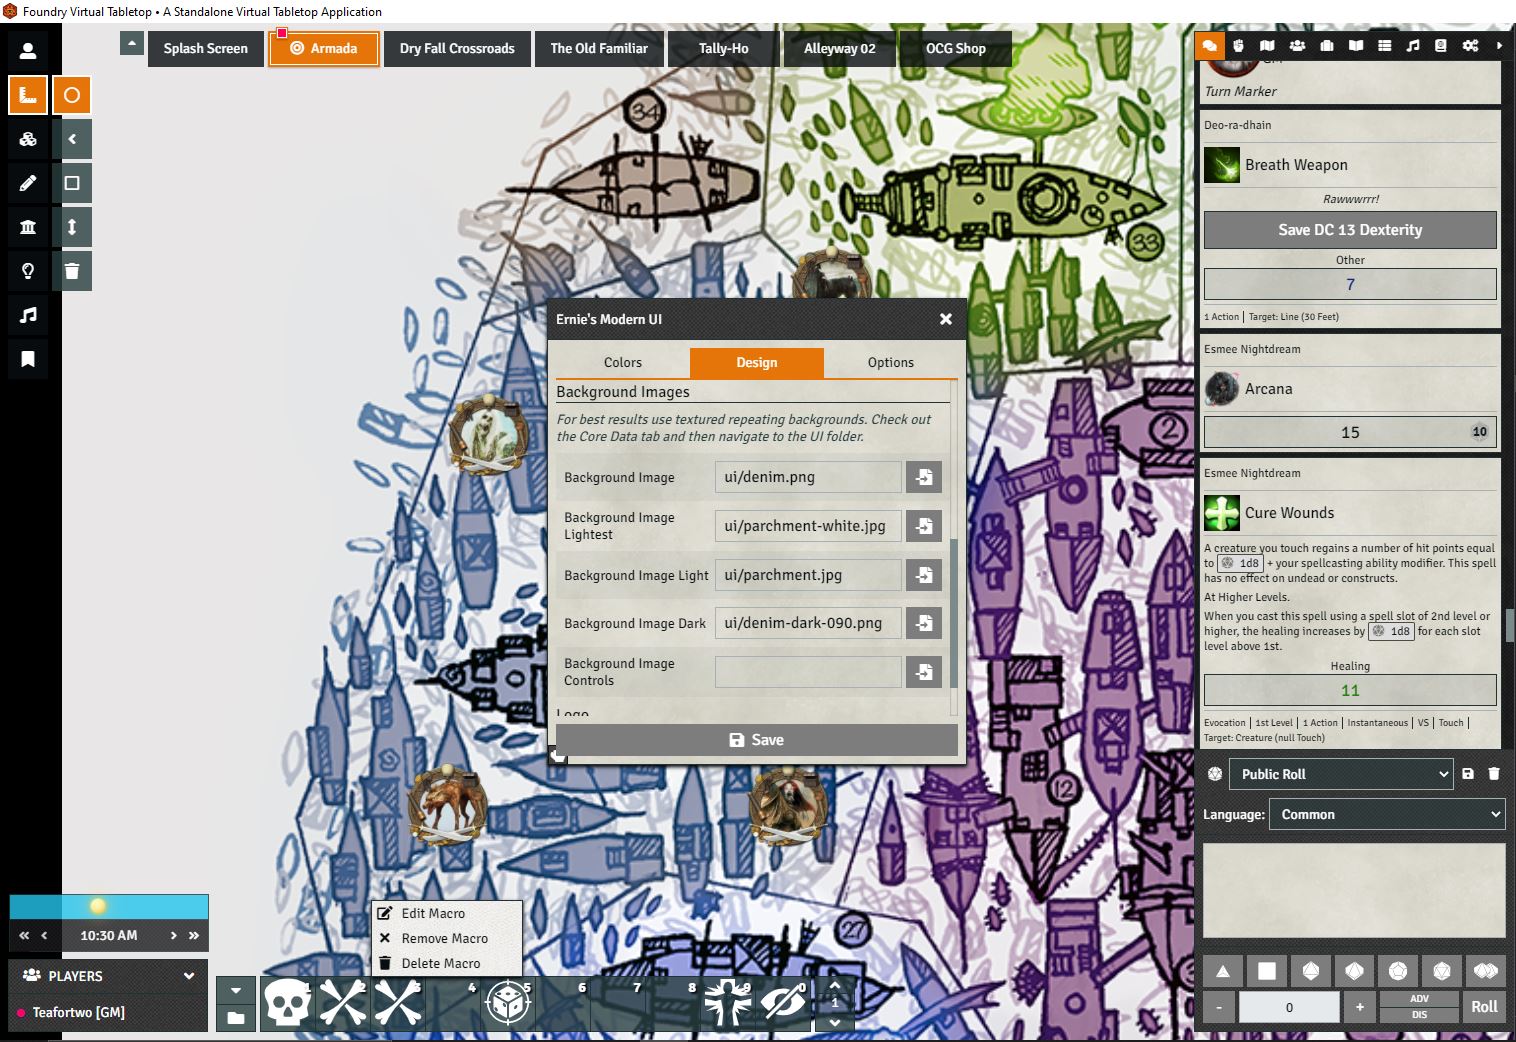 Foundry Virtual Tabletop • A Standalone Virtual Tabletop Application
Splash Screen
Armada
Dry Fall Crossroads
The Old Familiar
Tally-Ho
Alleyway 02
OCG Shop
34
33
2
12
27
Ernie's Modern UI
Colors
Design
Options
Background Images
For best results use textured repeating backgrounds. Check out
the Core Data tab and then navigate to the UI folder.
Background Image
ui/denim.png
Background Image
Lightest
ui/parchment-white.jpg
Background Image Light
ui/parchment.jpg
Background Image Dark
ui/denim-dark-090.png
Background Image
Controls
Logo
Save
10:30 AM
PLAYERS
Teafortwo [GM]
Edit Macro
Remove Macro
Delete Macro
1
2
3
4
5
6
7
8
9
0
1
GM
Turn Marker
Deo-ra-dhain
Breath Weapon
Rawwwrrr!
Save DC 13 Dexterity
Other
7
1 Action | Target: Line (30 Feet)
Esmee Nightdream
Arcana
15
10
Esmee Nightdream
Cure Wounds
A creature you touch regains a number of hit points equal
to 1d8 + your spellcasting ability modifier. This spell
has no effect on undead or constructs.
At Higher Levels.
When you cast this spell using a spell slot of 2nd level or
higher, the healing increases by 1d8 for each slot
level above 1st.
Healing
11
Evocation | 1st Level | 1 Action | Instantaneous | VS | Touch |
Target: Creature (null Touch)
Public Roll
Language:
Common
-
0
+
ADV
DIS
Roll